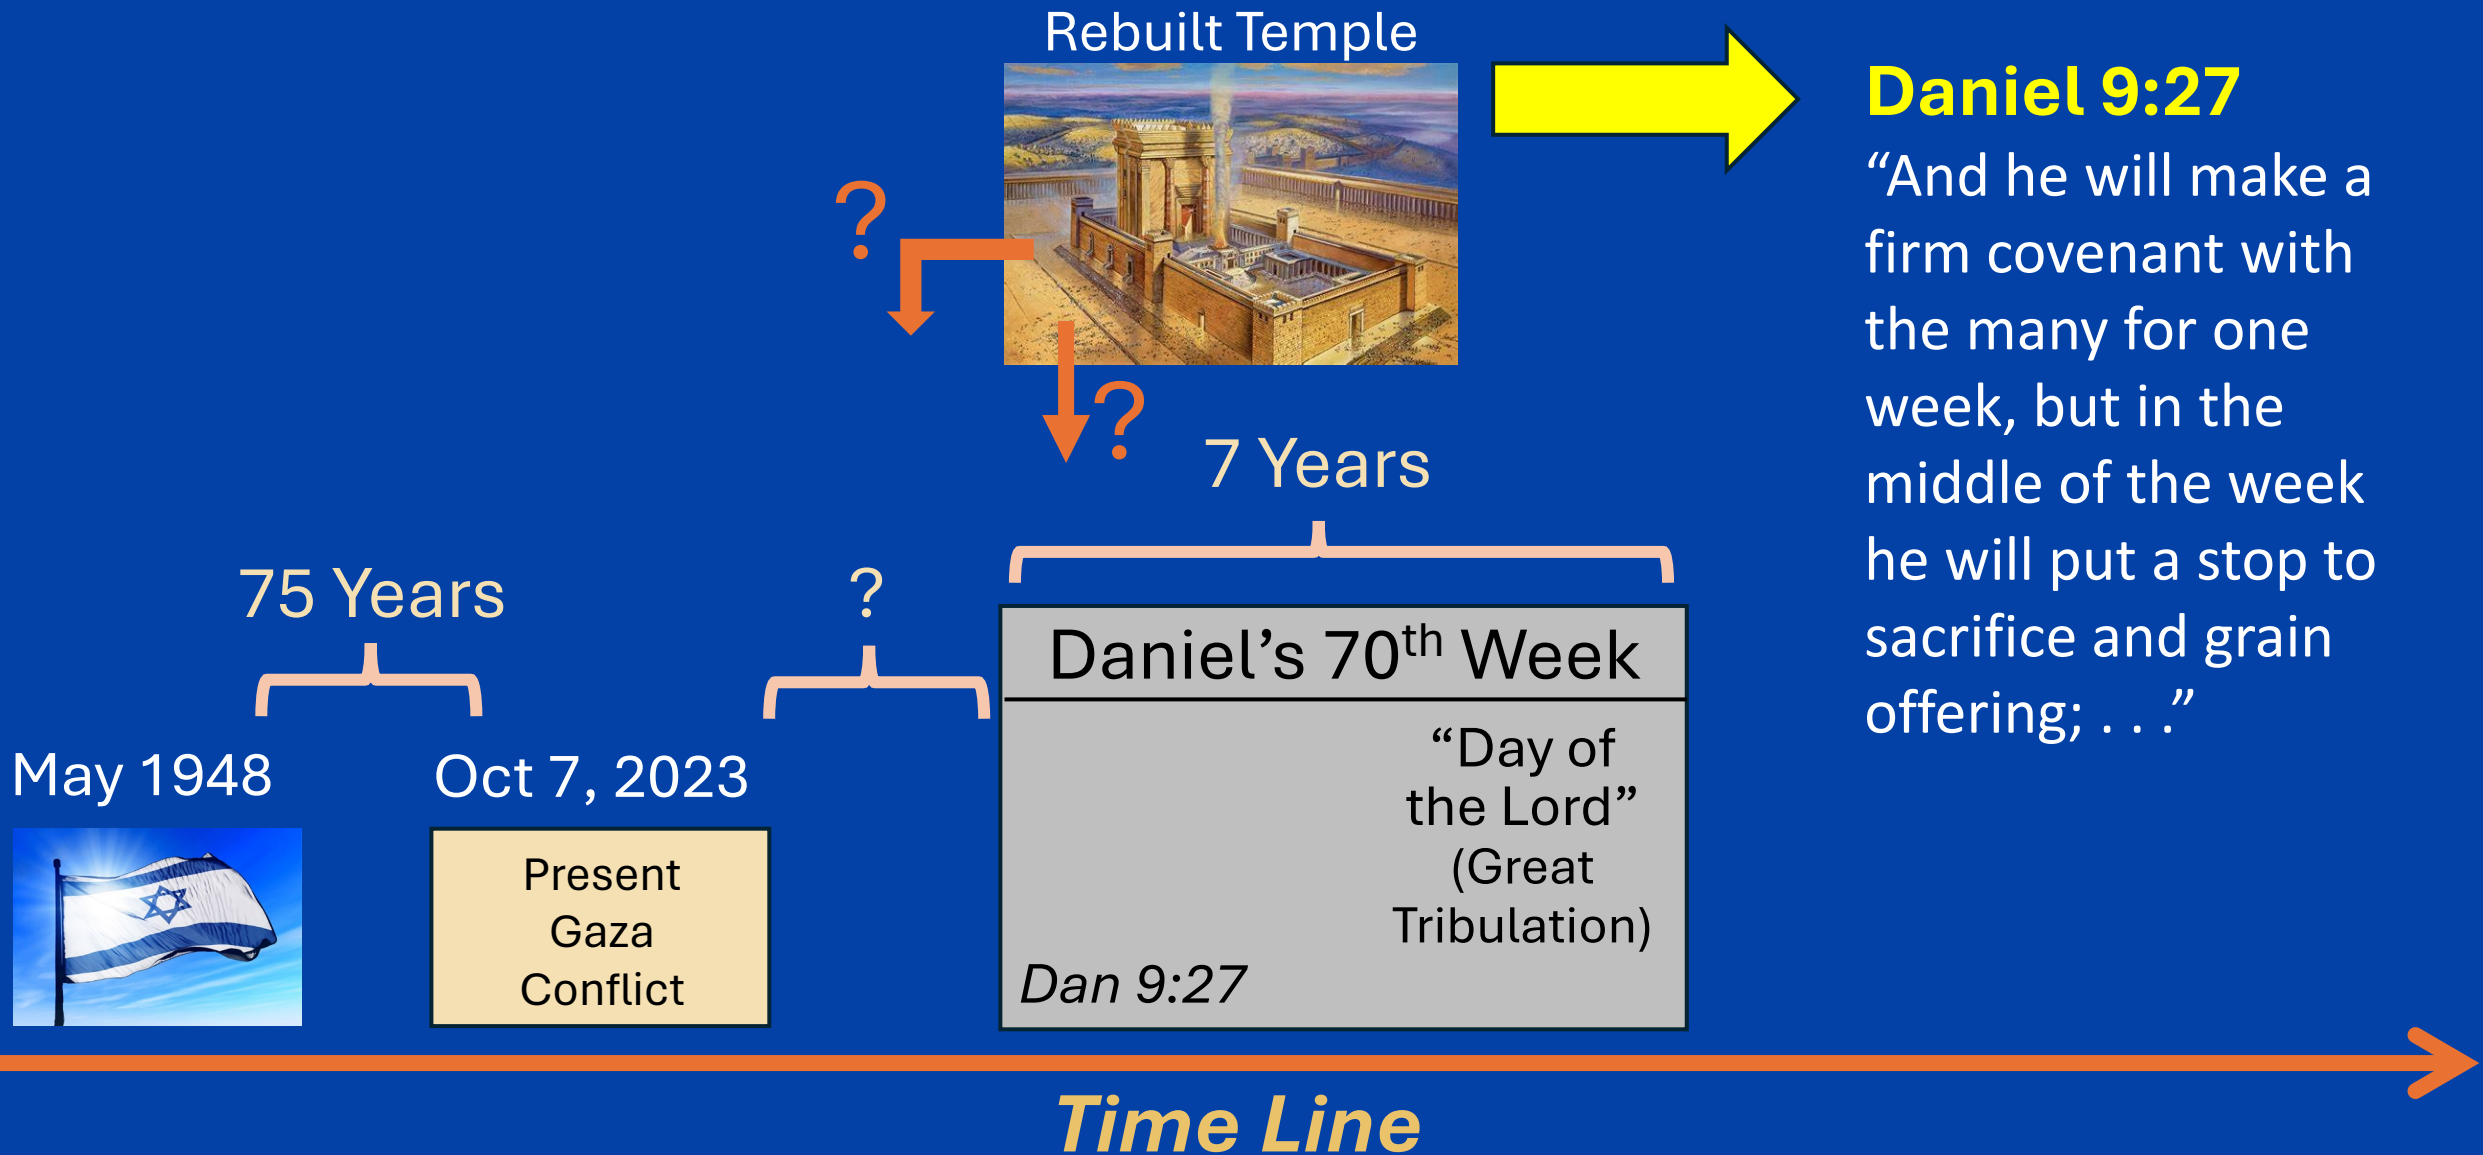 Rebuilt Temple
?
?
7 Years
75 Years
?
May 1948
Oct 7, 2023
Present
Gaza
Conflict
Daniel’s 70th Week
“Day of
the Lord”
(Great
Tribulation)
Dan 9:27
Daniel 9:27
“And he will make a
firm covenant with
the many for one
week, but in the
middle of the week
he will put a stop to
sacrifice and grain
offering; . . .”
Time Line